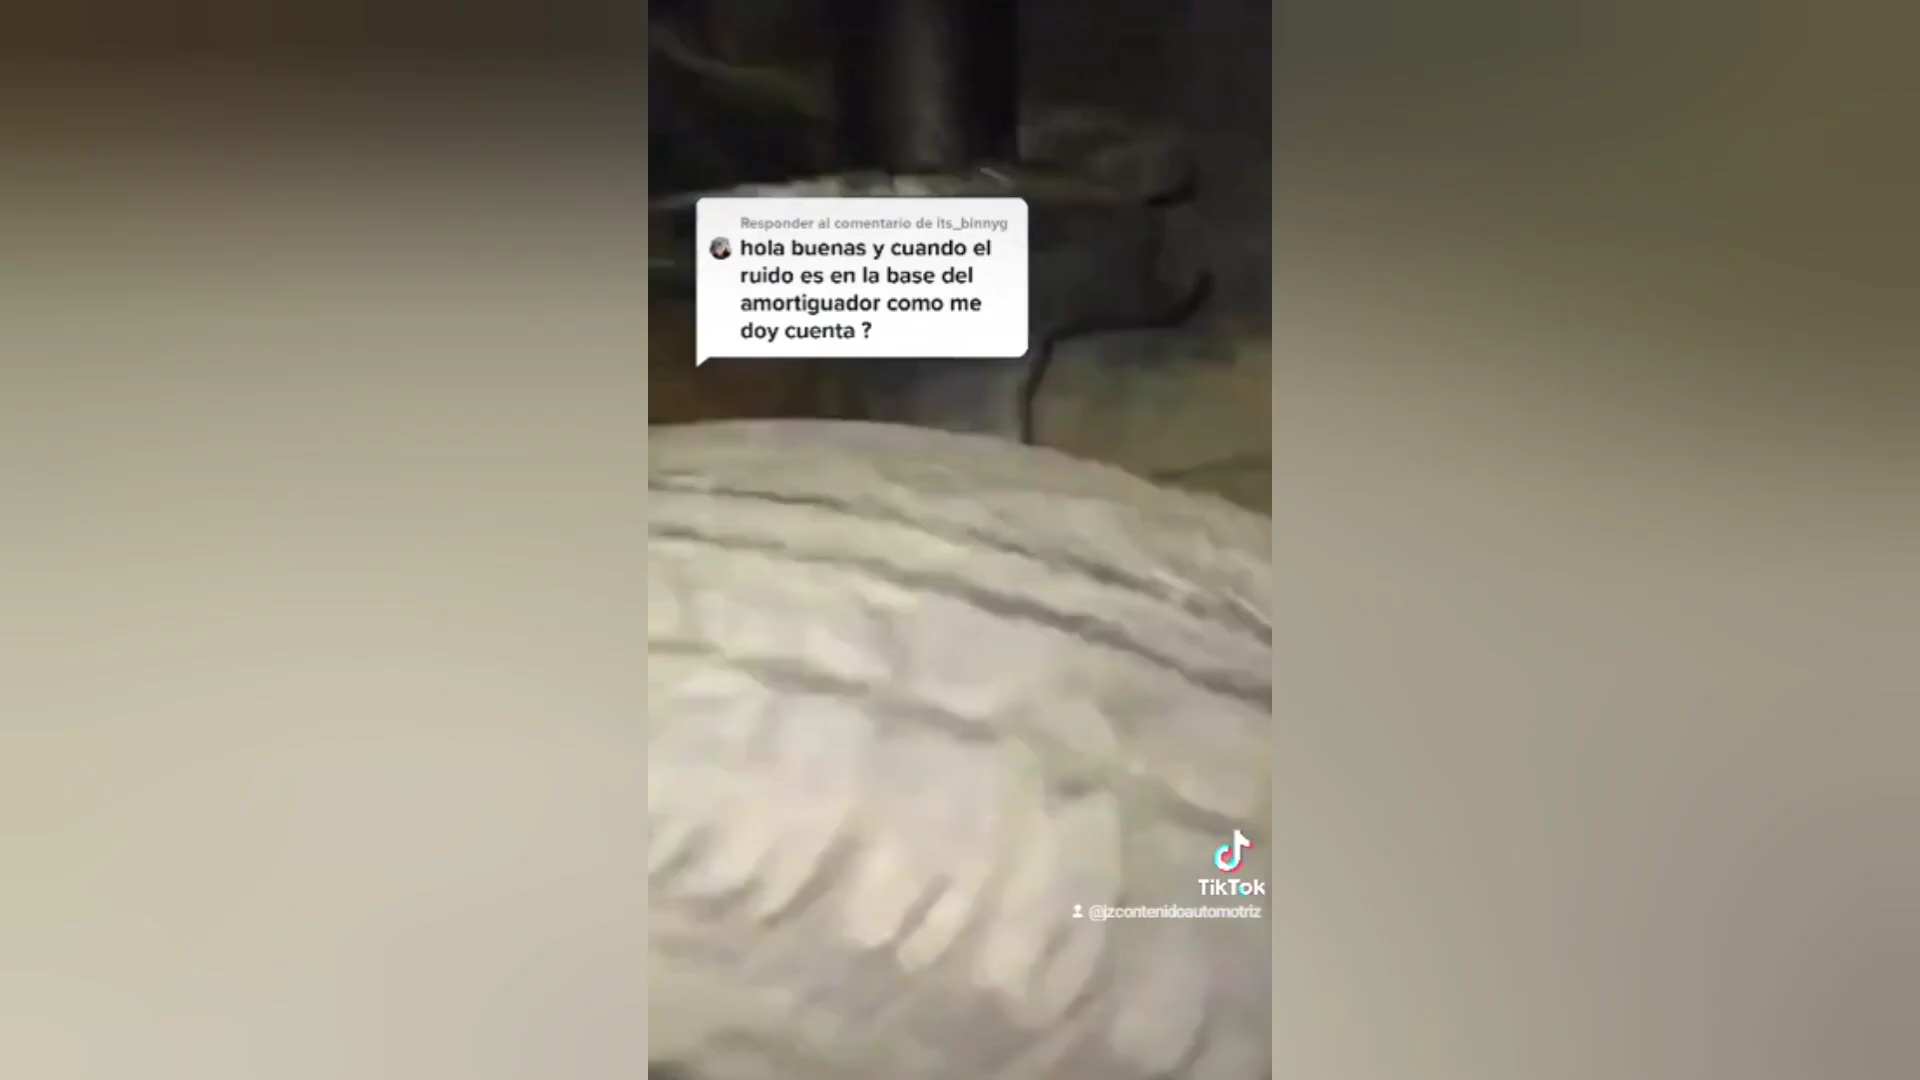 Responder al comentario de its_binnyg
hola buenas y cuando el
ruido es en la base del
amortiguador como me
doy cuenta ?
TikTok
@jzcontenidoautomotriz